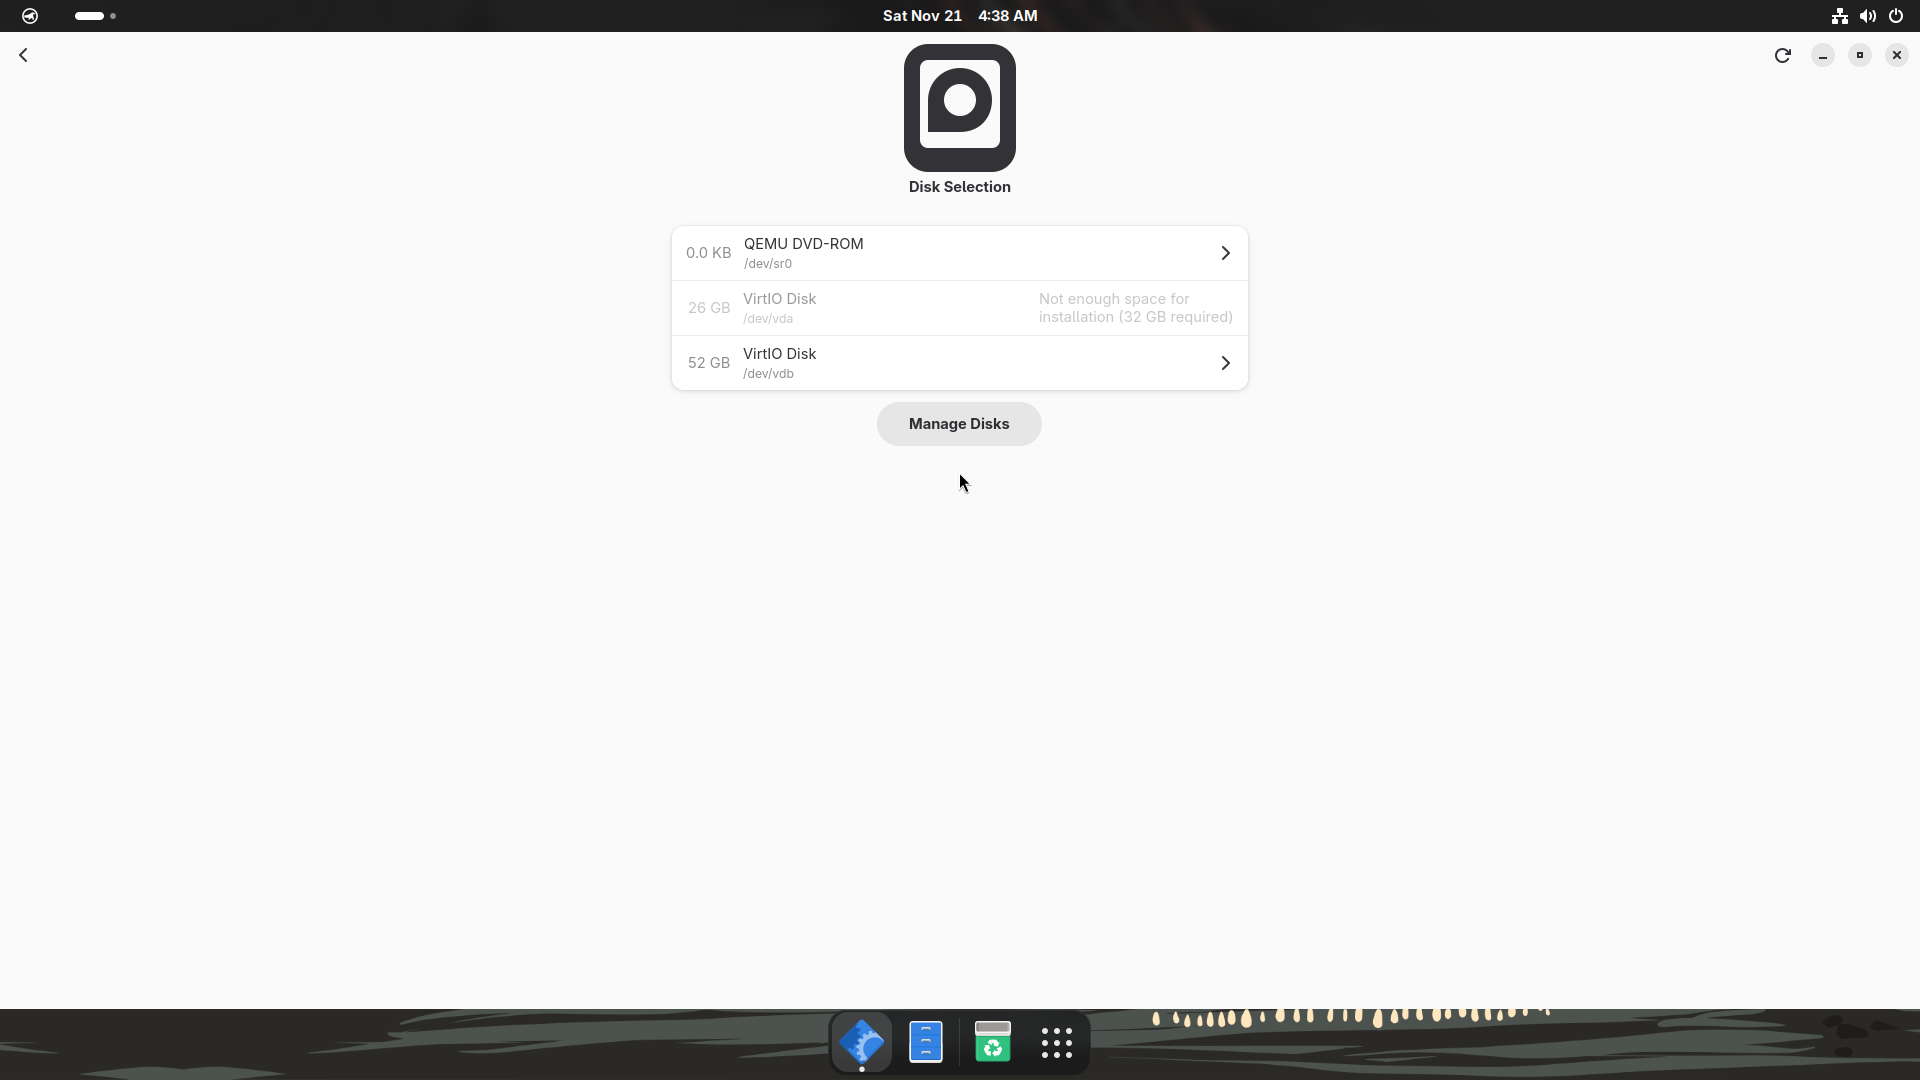 Sat Nov 21 4:38 AM
Disk Selection
0.0 KB
QEMU DVD-ROM
/dev/sr0
26 GB
VirtIO Disk
/dev/vda
Not enough space for
installation (32 GB required)
52 GB
VirtIO Disk
/dev/vdb
Manage Disks